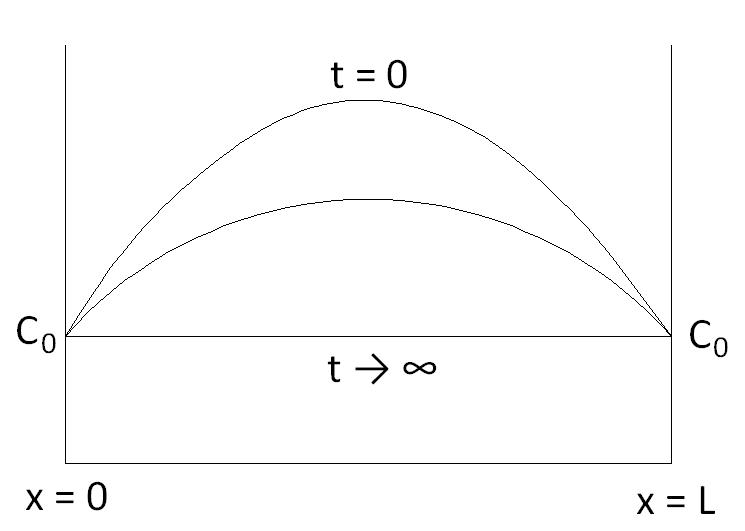 t = 0
C₀
C₀
t → ∞
x = 0
x = L